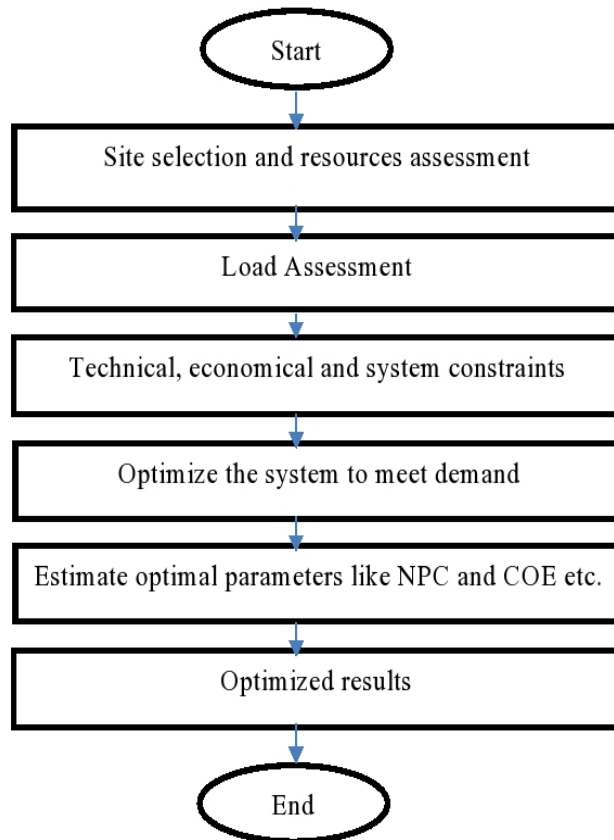 Start
Site selection and resources assessment
Load Assessment
Technical, economical and system constraints
Optimize the system to meet demand
Estimate optimal parameters like NPC and COE etc.
Optimized results
End